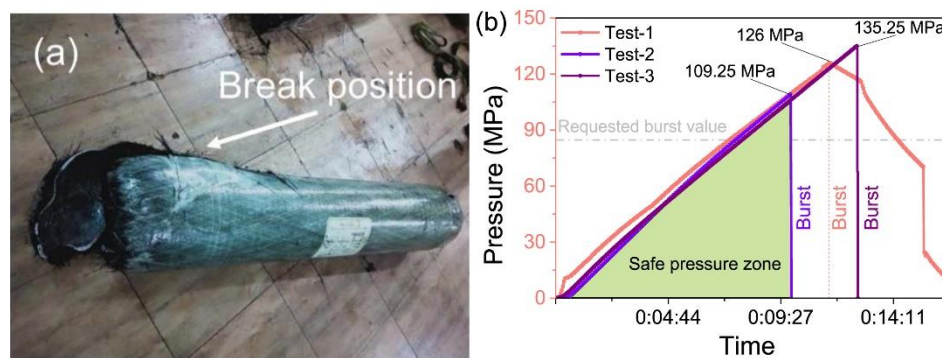 (a)
Break position
(b)
Pressure (MPa)
150
120
90
60
30
0
Test-1
Test-2
Test-3
126 MPa
135.25 MPa
109.25 MPa
Requested burst value
Burst
Burst
Burst
Safe pressure zone
0:04:44
0:09:27
0:14:11
Time